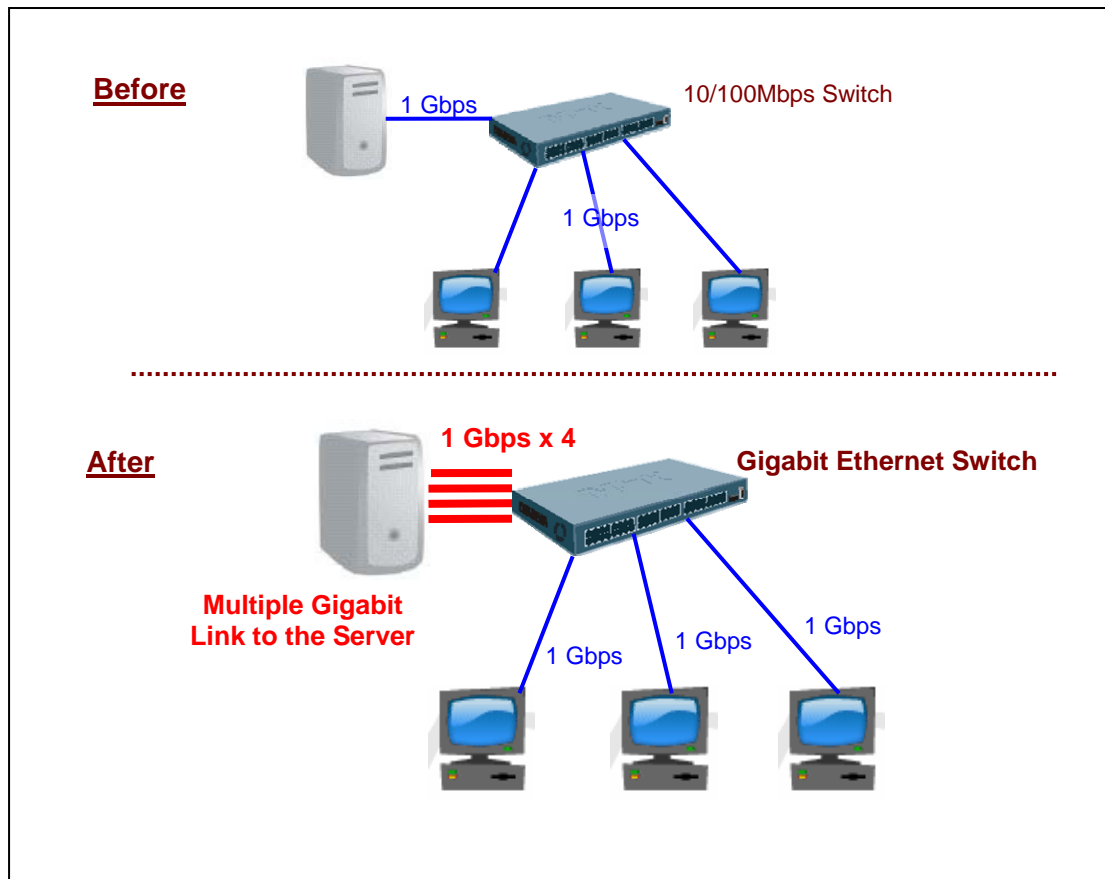 Before
1 Gbps
10/100Mbps Switch
1 Gbps
After
1 Gbps x 4
Gigabit Ethernet Switch
Multiple Gigabit
Link to the Server
1 Gbps
1 Gbps
1 Gbps